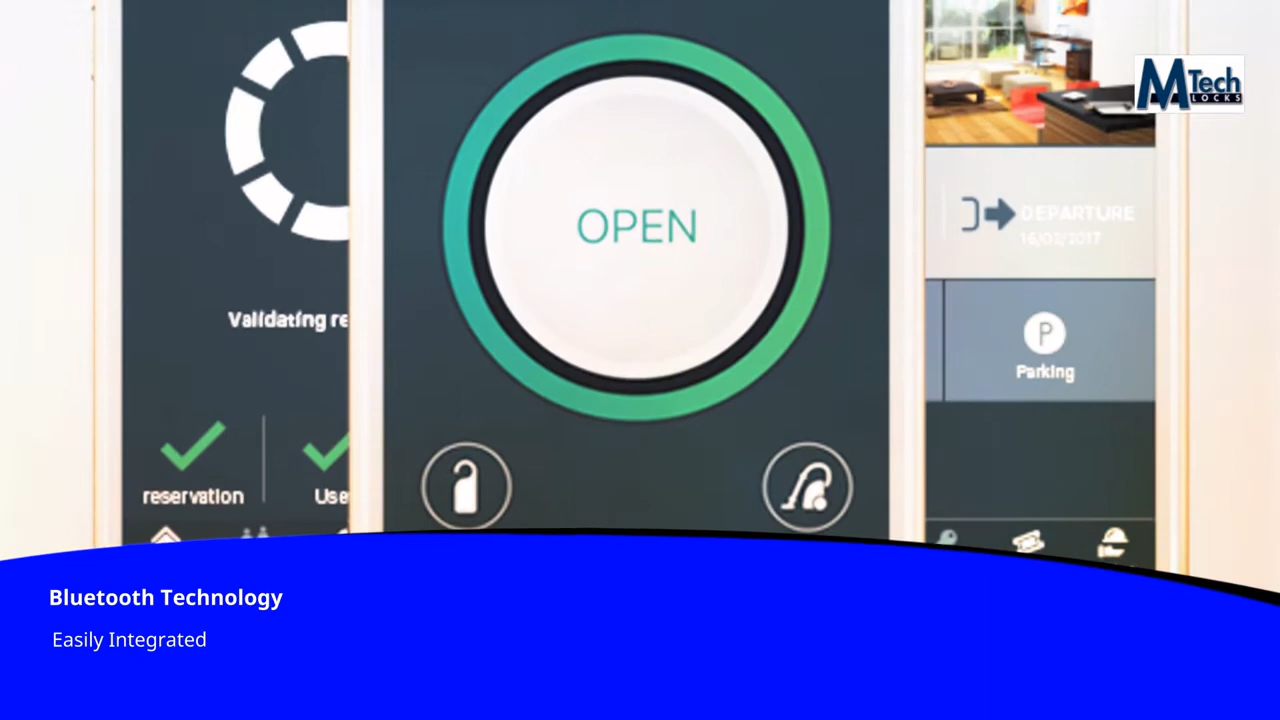 MTech
LOCKS
OPEN
DEPARTURE
16/03/2017
Validating re
P
Parking
reservation
Use
Bluetooth Technology
Easily Integrated